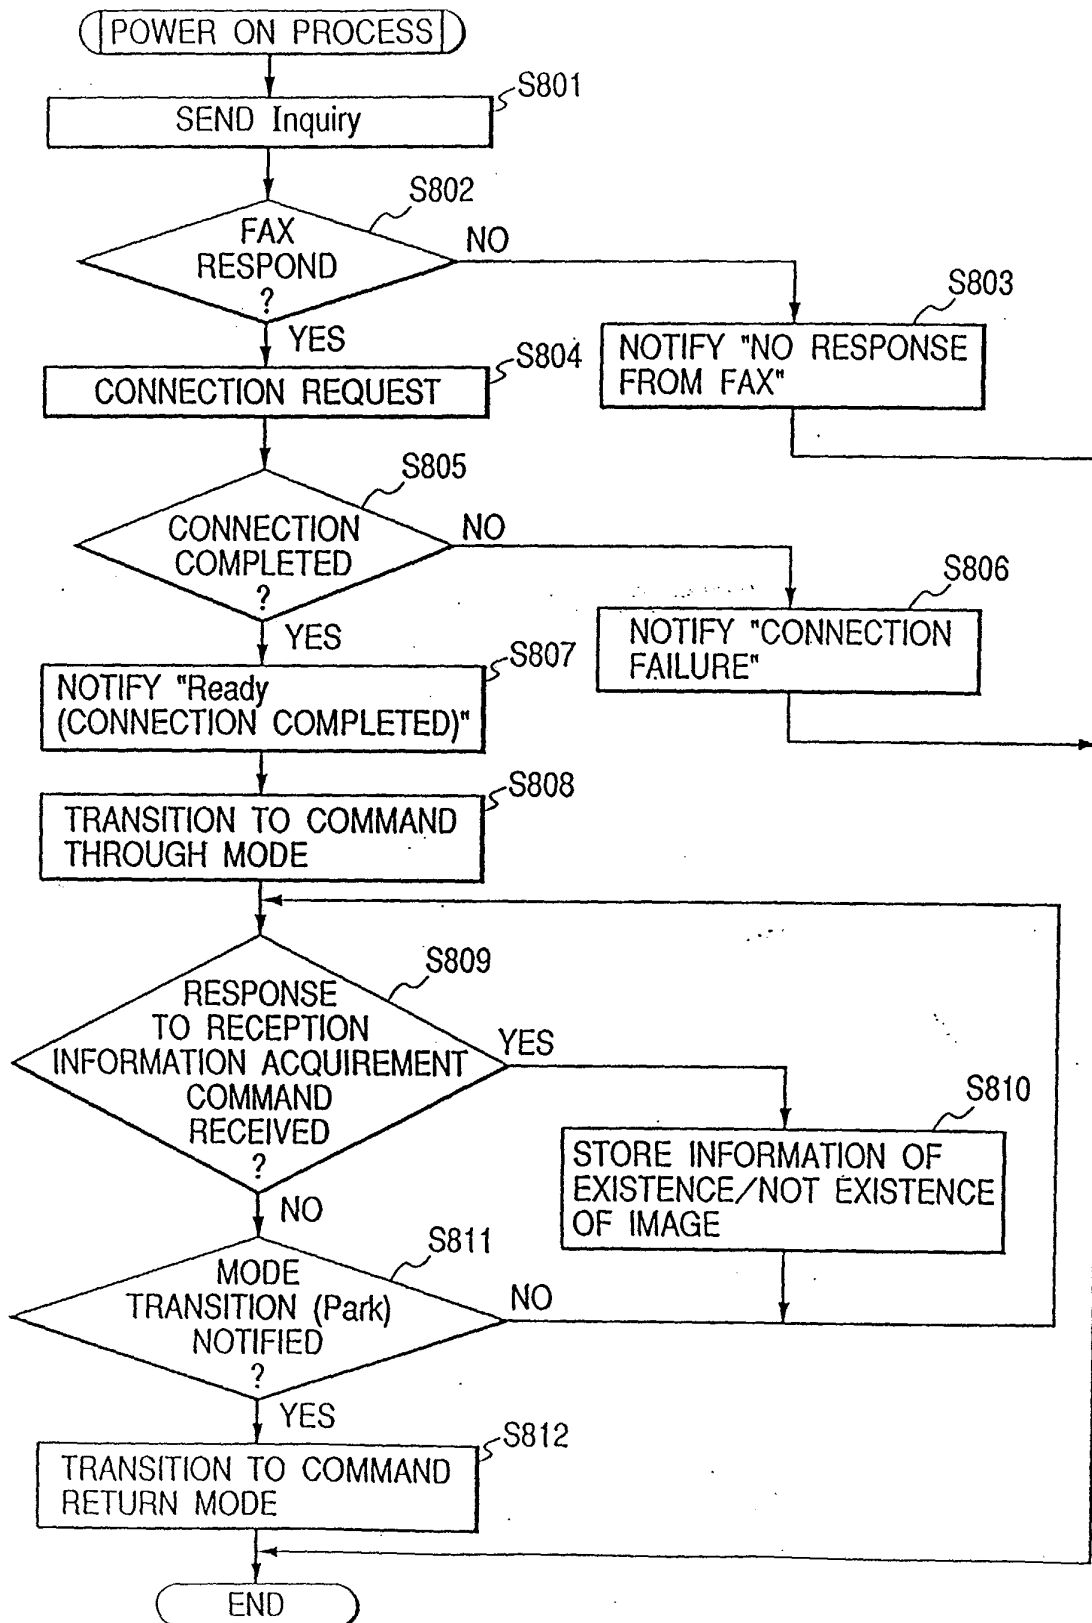 POWER ON PROCESS
S801
SEND Inquiry
S802
FAX
RESPOND
?
NO
YES
S803
NOTIFY "NO RESPONSE
FROM FAX"
S804
CONNECTION REQUEST
S805
CONNECTION
COMPLETED
?
NO
YES
S806
NOTIFY "CONNECTION
FAILURE"
S807
NOTIFY "Ready
(CONNECTION COMPLETED)"
S808
TRANSITION TO COMMAND
THROUGH MODE
S809
RESPONSE
TO RECEPTION
INFORMATION ACQUIREMENT
COMMAND
RECEIVED
?
YES
NO
S810
STORE INFORMATION OF
EXISTENCE/NOT EXISTENCE
OF IMAGE
S811
MODE
TRANSITION (Park)
NOTIFIED
?
NO
YES
S812
TRANSITION TO COMMAND
RETURN MODE
END